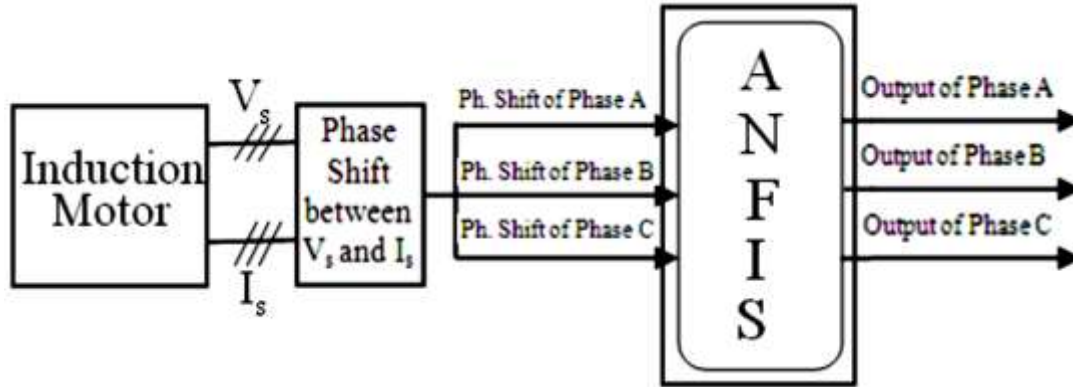 Induction
Motor
Vs
Is
Phase
Shift
between
Vs and Is
Ph. Shift of Phase A
Ph. Shift of Phase B
Ph. Shift of Phase C
A
N
F
I
S
Output of Phase A
Output of Phase B
Output of Phase C